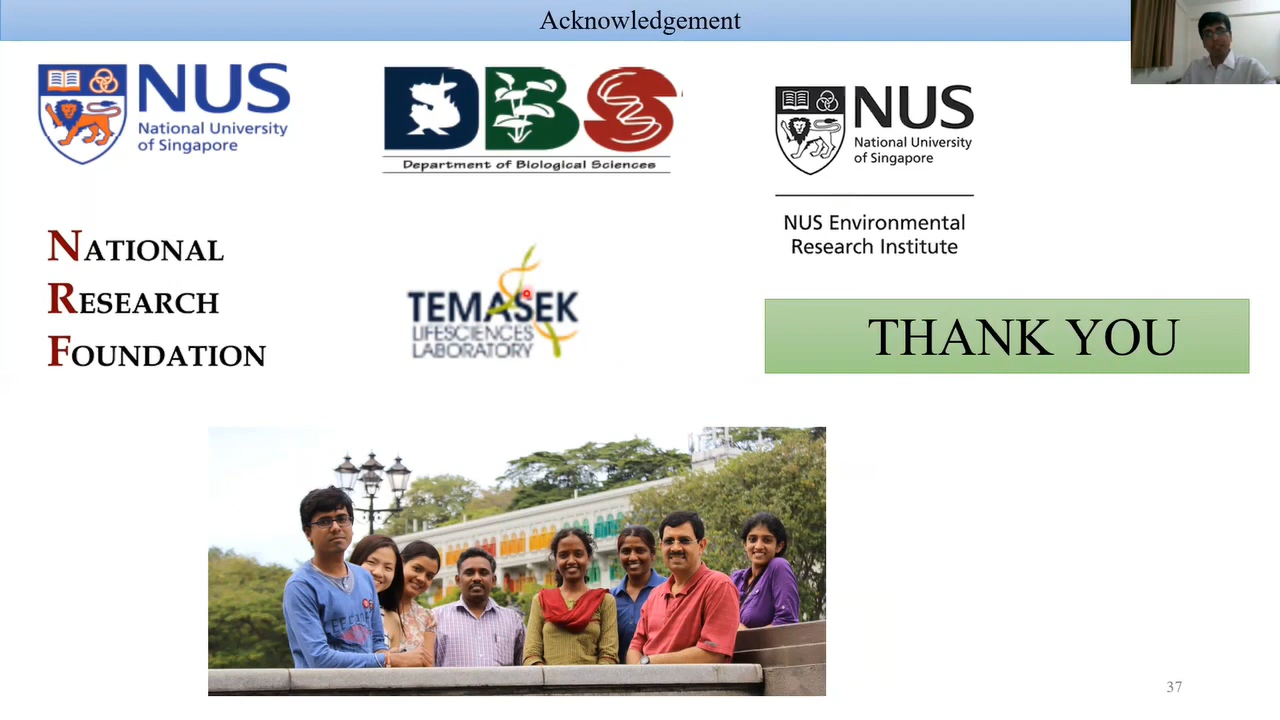 Acknowledgement
NUS
National University
of Singapore
DBS
Department of Biological Sciences
NUS
National University
of Singapore
NUS Environmental
Research Institute
NATIONAL
RESEARCH
FOUNDATION
TEMASEK
LIFESCIENCES
LABORATORY
THANK YOU
37